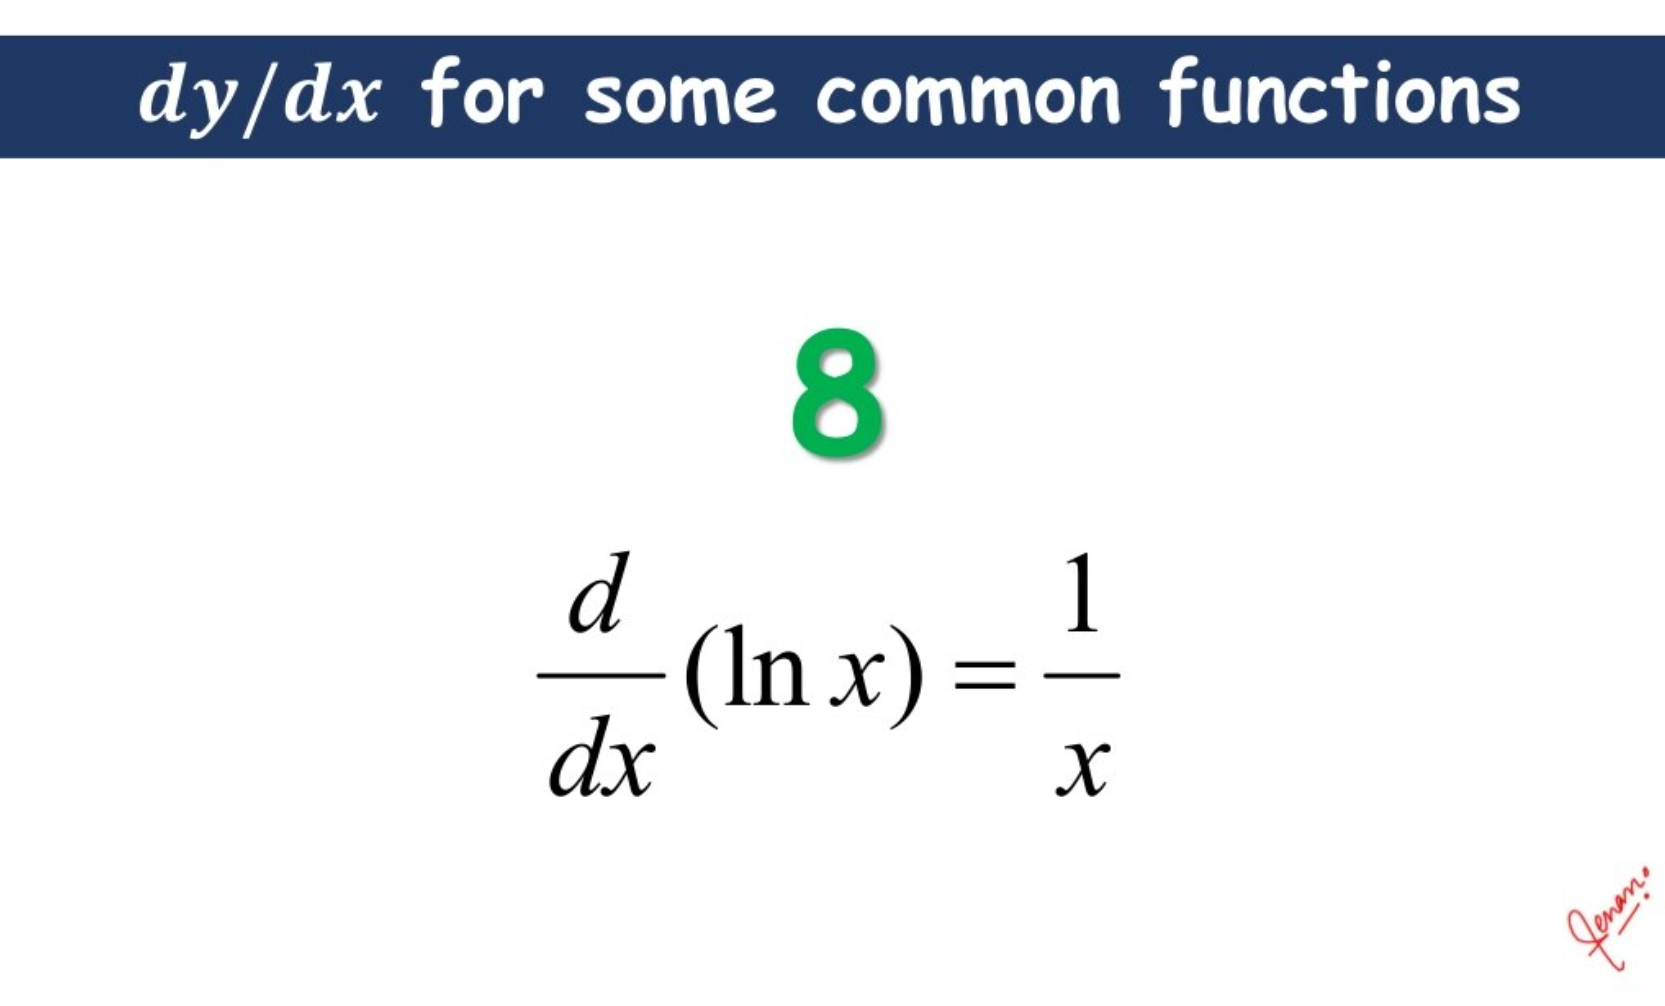 dy/dx for some common functions
8
d/dx (ln x) = 1/x